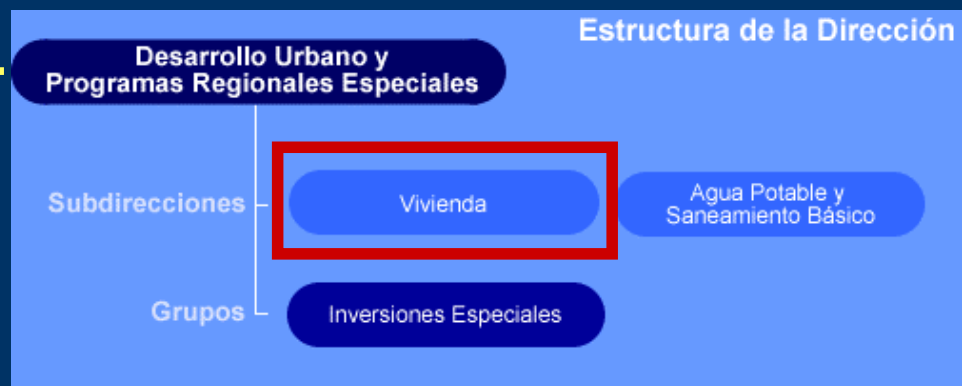 Estructura de la Dirección
Desarrollo Urbano y
Programas Regionales Especiales
Subdirecciones
Vivienda
Agua Potable y
Saneamiento Básico
Grupos
Inversiones Especiales